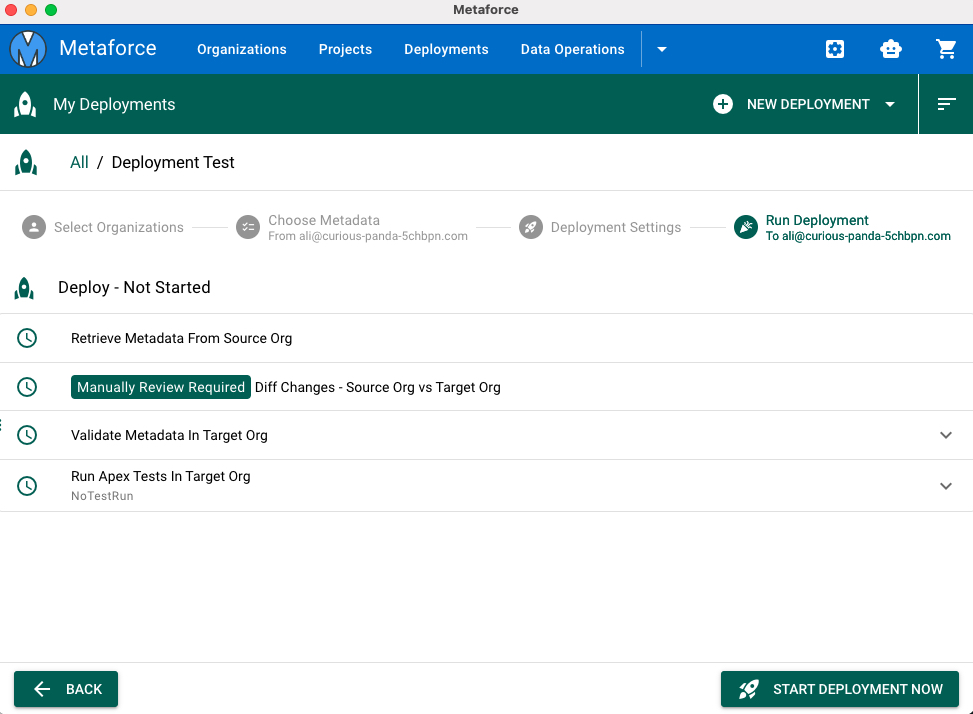 Metaforce
Metaforce Organizations Projects Deployments Data Operations
My Deployments NEW DEPLOYMENT
All / Deployment Test
Select Organizations
Choose Metadata
From ali@curious-panda-5chbpn.com
Deployment Settings
Run Deployment
To ali@curious-panda-5chbpn.com
Deploy - Not Started
Retrieve Metadata From Source Org
Manually Review Required Diff Changes - Source Org vs Target Org
Validate Metadata In Target Org
Run Apex Tests In Target Org
NoTestRun
BACK START DEPLOYMENT NOW